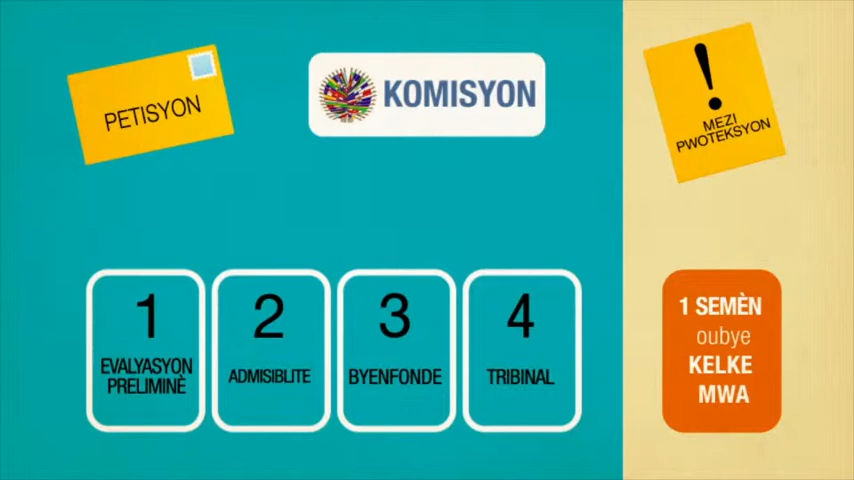 PETISYON
KOMISYON
!
MEZI
PWOTEKSYON
1
EVALYASYON
PRELIMINÈ
2
ADMISIBLITE
3
BYENFONDE
4
TRIBINAL
1 SEMÈN
oubye
KELKE
MWA